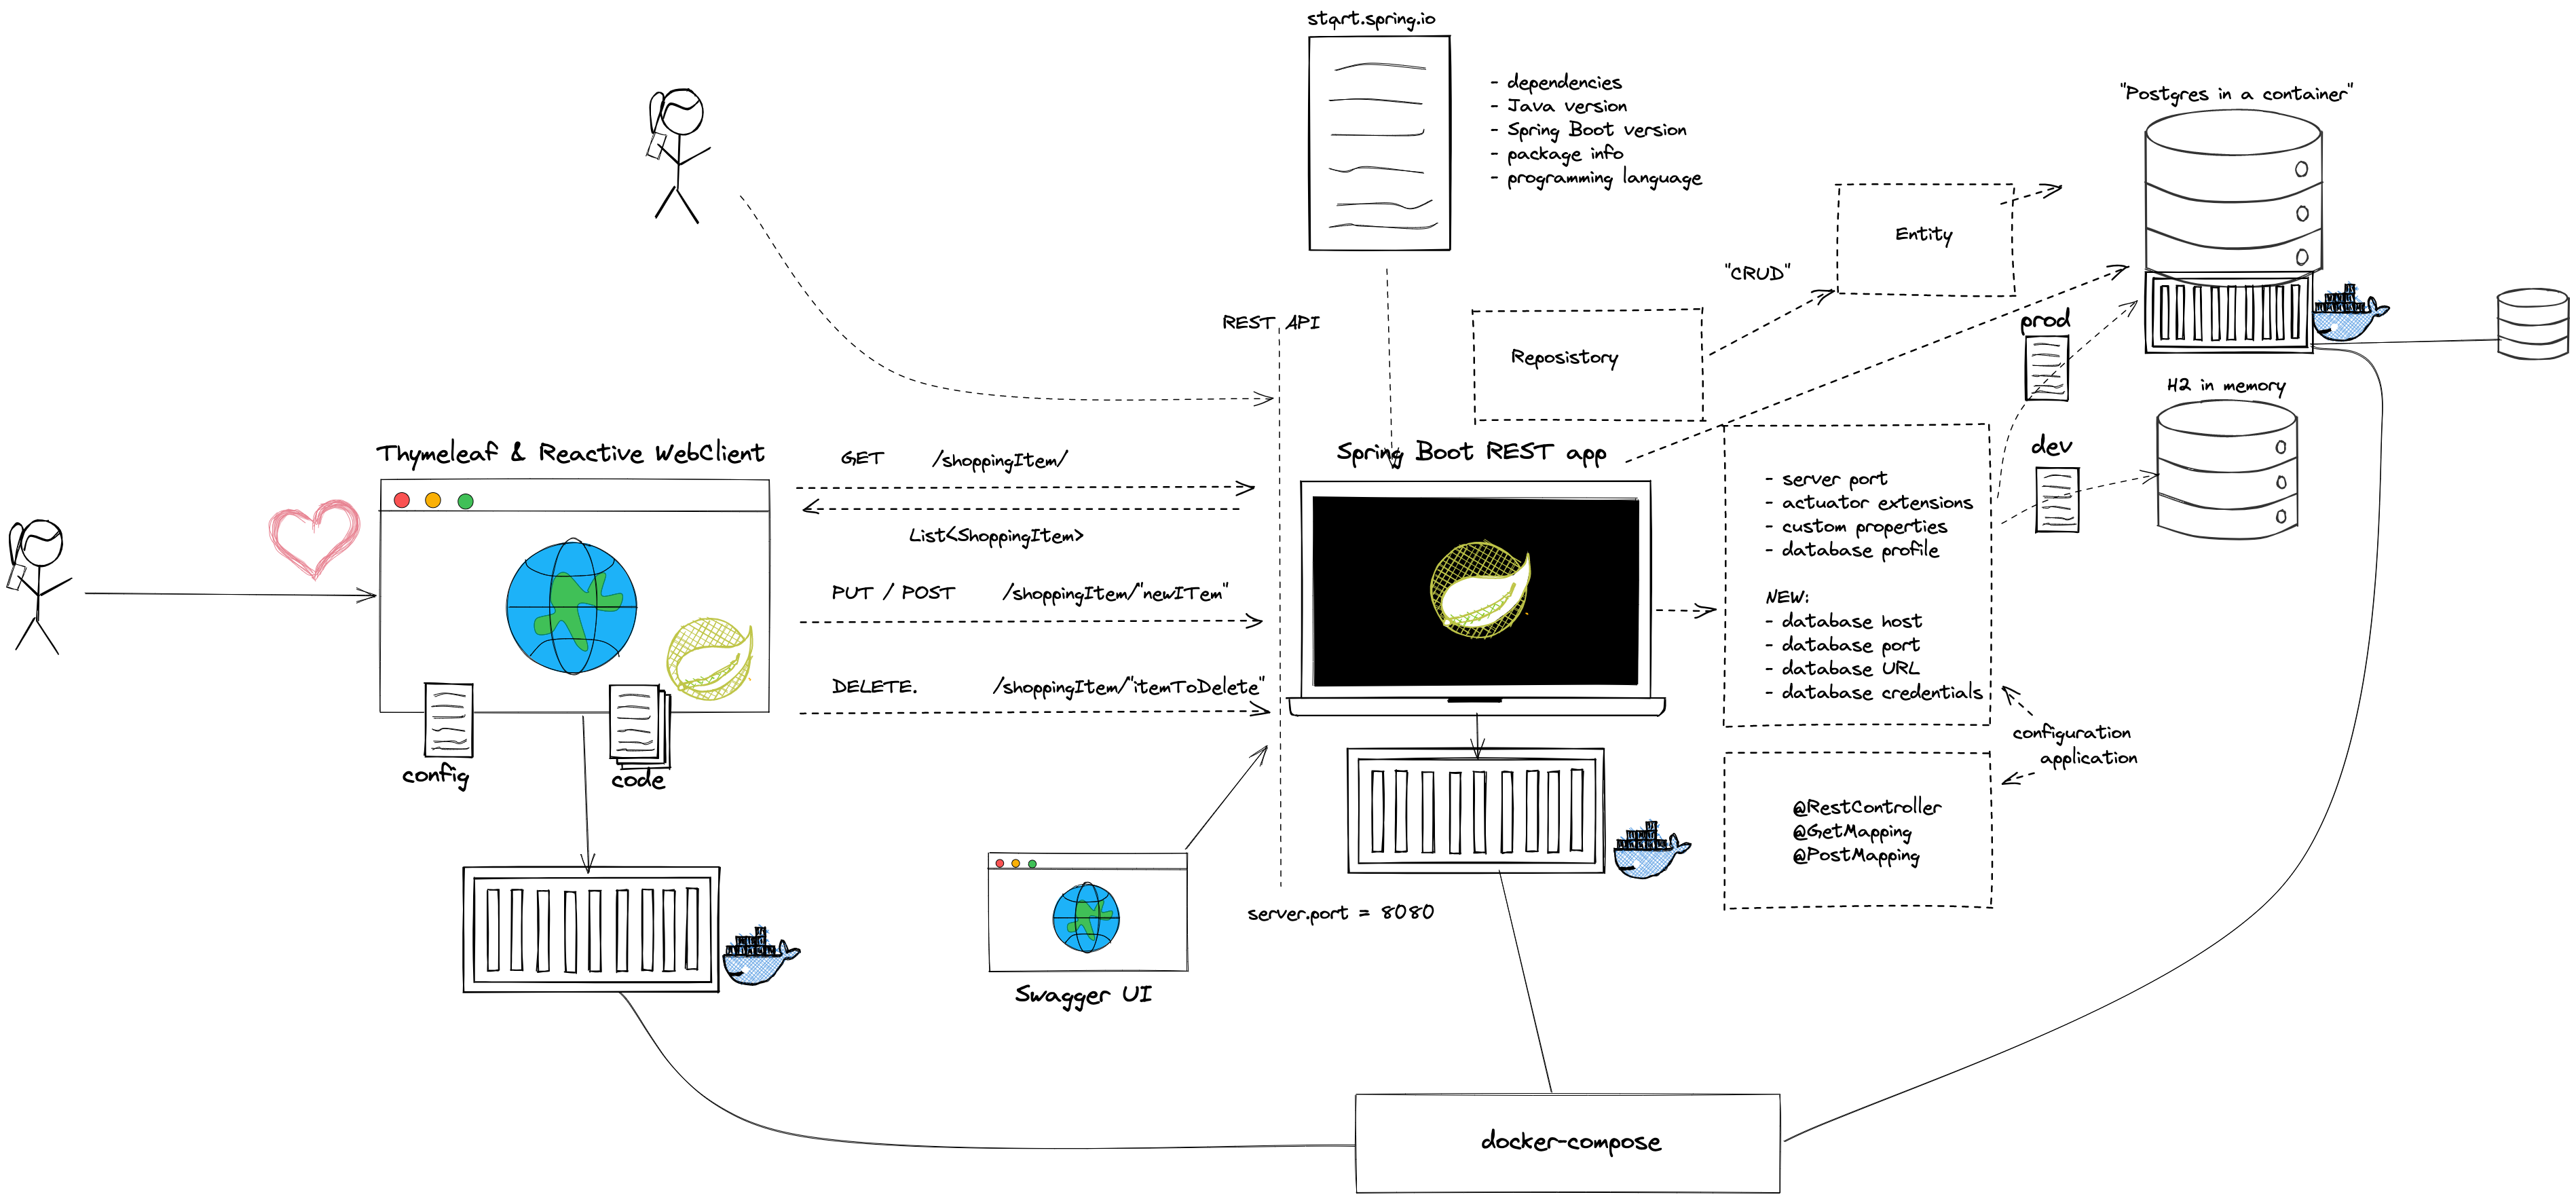 start.spring.io
- dependencies
- Java version
- Spring Boot version
- package info
- programming language
"Postgres in a container"
Entity
"CRUD"
REST API
Reposistory
prod
H2 in memory
dev
Thymeleaf & Reactive WebClient
GET /shoppingItem/
List<ShoppingItem>
PUT / POST /shoppingItem/"newITem"
DELETE. /shoppingItem/"itemToDelete"
Spring Boot REST app
- server port
- actuator extensions
- custom properties
- database profile
NEW:
- database host
- database port
- database URL
- database credentials
configuration
application
@RestController
@GetMapping
@PostMapping
config
code
server.port = 8080
Swagger UI
docker-compose